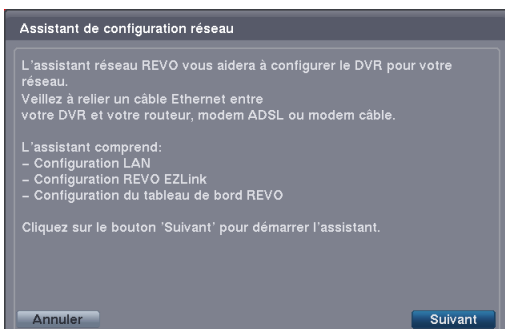 Assistant de configuration réseau
L'assistant réseau REVO vous aidera à configurer le DVR pour votre
réseau.
Veillez à relier un câble Ethernet entre
votre DVR et votre routeur, modem ADSL ou modem câble.
L'assistant comprend:
– Configuration LAN
– Configuration REVO EZLink
– Configuration du tableau de bord REVO
Cliquez sur le bouton 'Suivant' pour démarrer l'assistant.
Annuler
Suivant